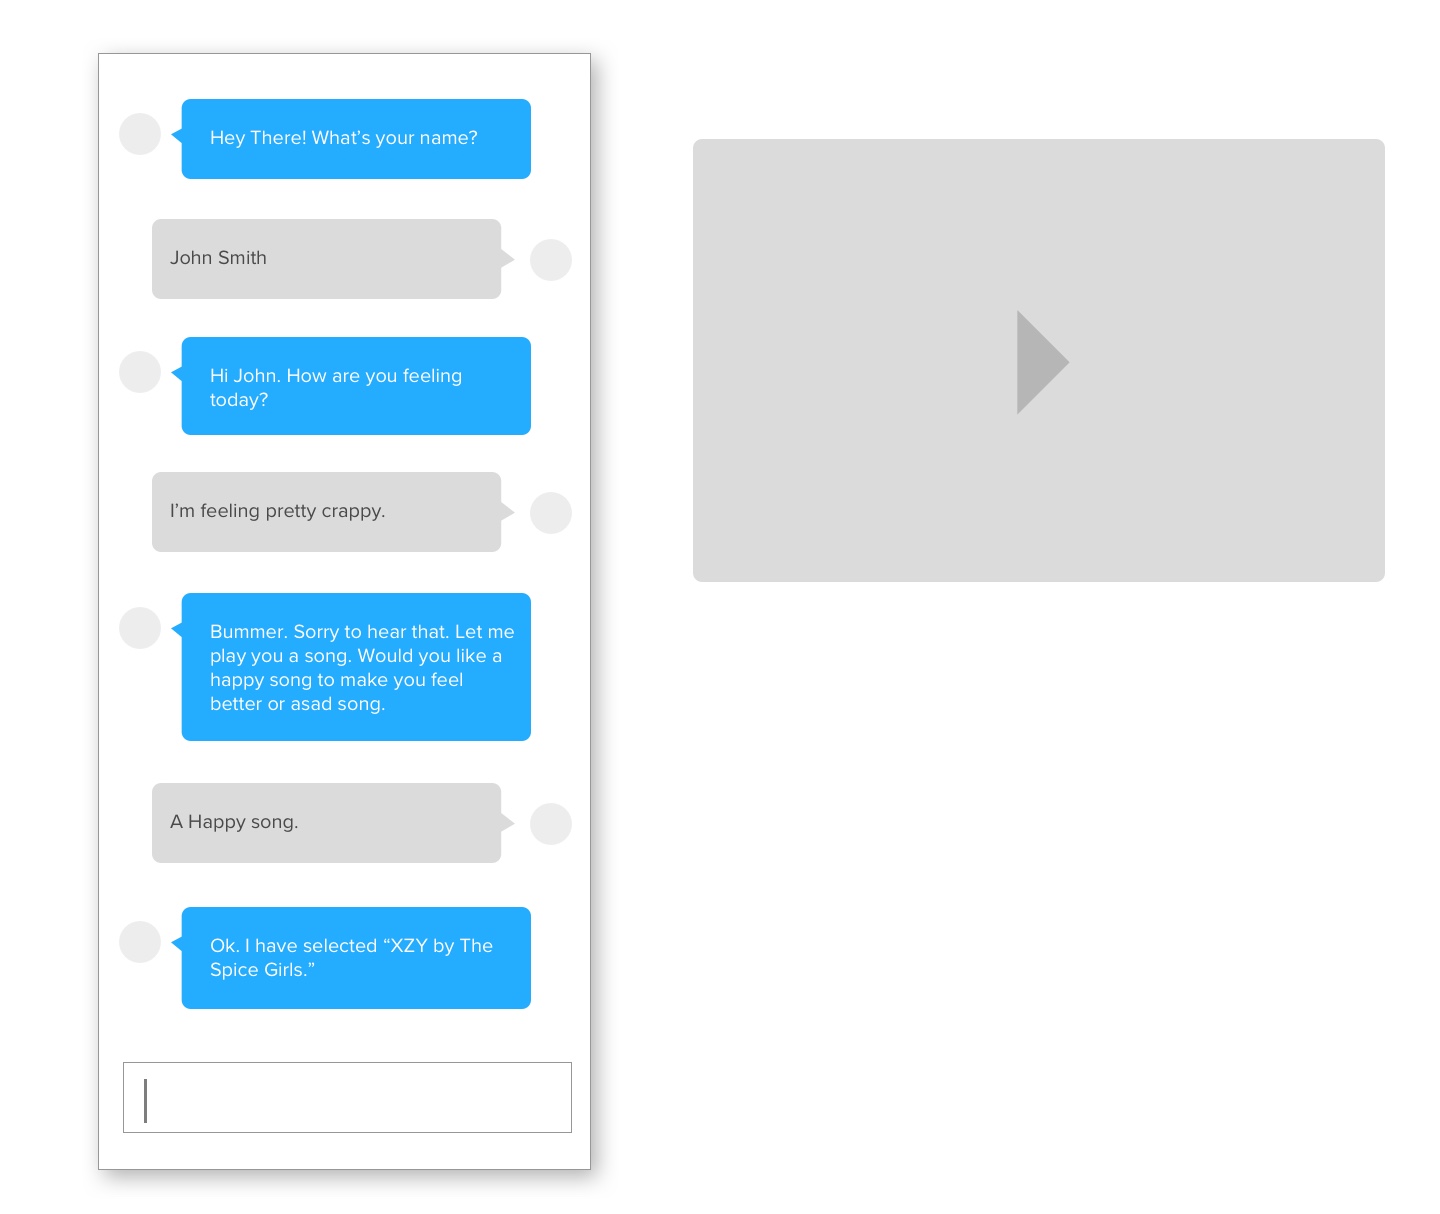 Hey There! What’s your name?
John Smith
Hi John. How are you feeling
today?
I’m feeling pretty crappy.
Bummer. Sorry to hear that. Let me
play you a song. Would you like a
happy song to make you feel
better or asad song.
A Happy song.
Ok. I have selected “XZY by The
Spice Girls.”